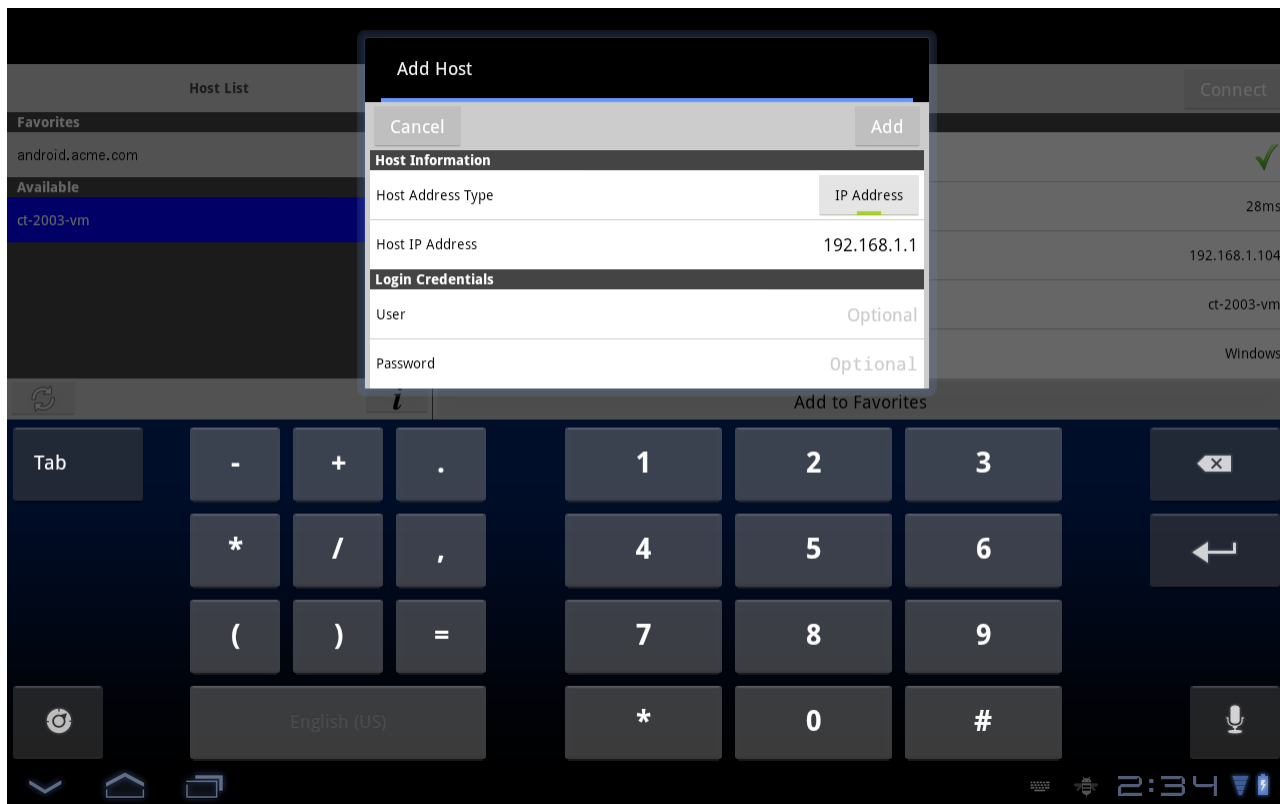 Add Host
Host List
Connect
Cancel
Add
Favorites
Host Information
android.acme.com
Host Address Type
IP Address
Available
ct-2003-vm
28ms
Host IP Address
192.168.1.1
192.168.1.104
Login Credentials
User
Optional
ct-2003-vm
Password
Optional
Windows
i
Add to Favorites
Tab - + . 1 2 3
* / , 4 5 6
( ) = 7 8 9
English (US) * 0 #
2:34